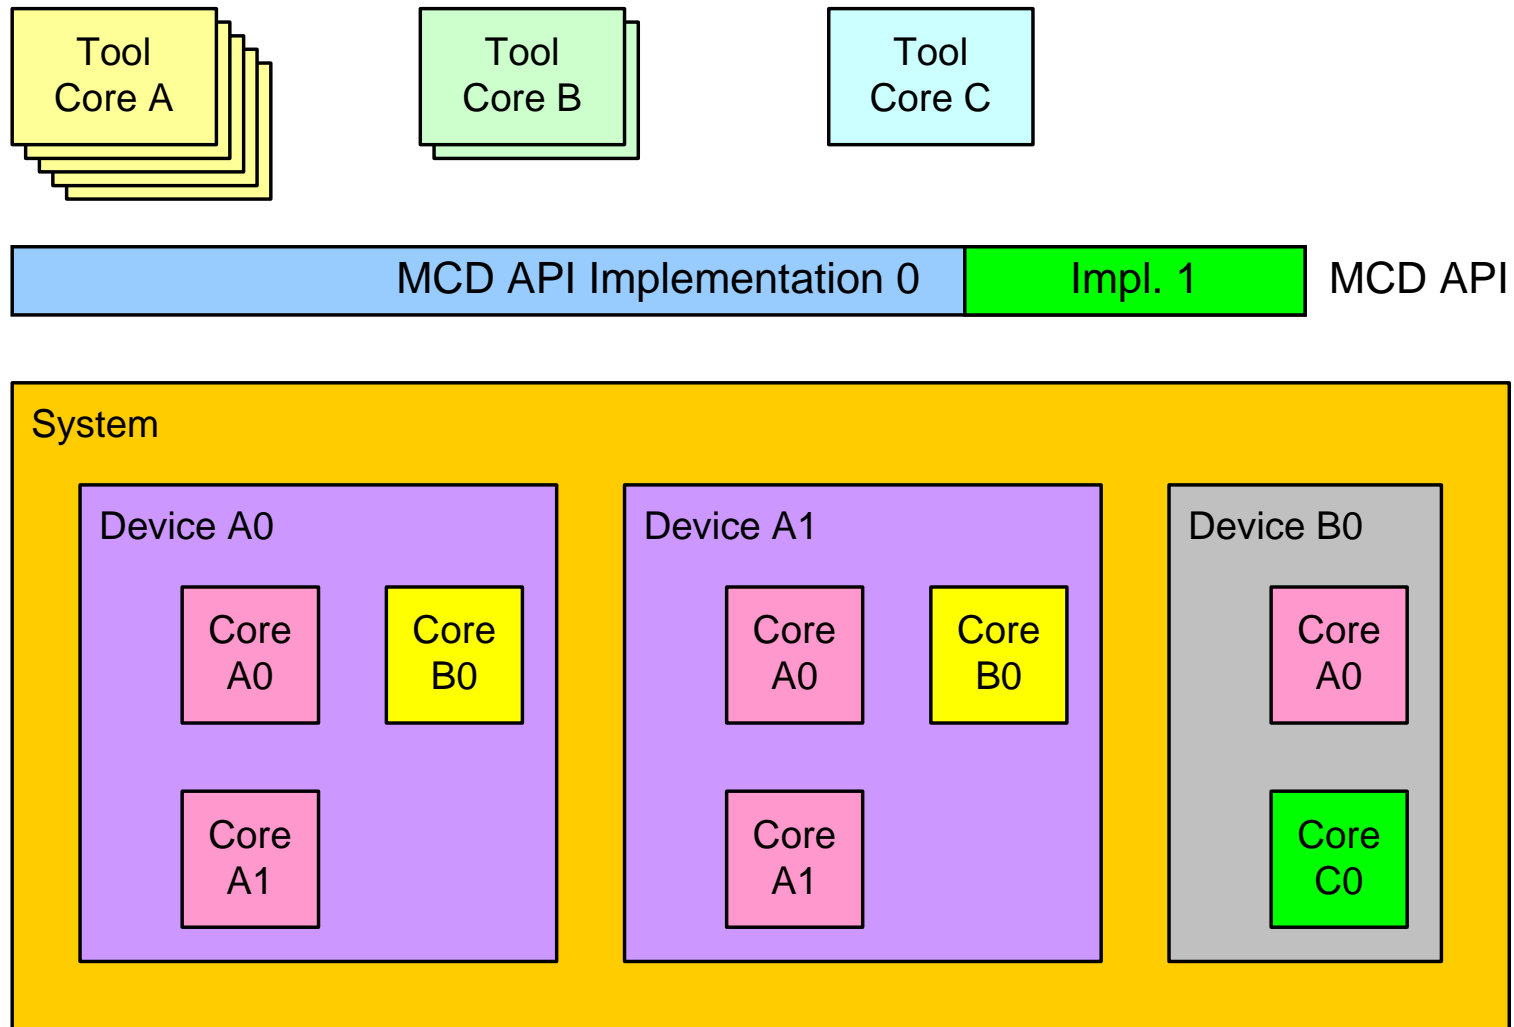 Tool
Core A
Tool
Core B
Tool
Core C
MCD API Implementation 0
Impl. 1
MCD API
System
Device A0
Core
A0
Core
B0
Core
A1
Device A1
Core
A0
Core
B0
Core
A1
Device B0
Core
A0
Core
C0